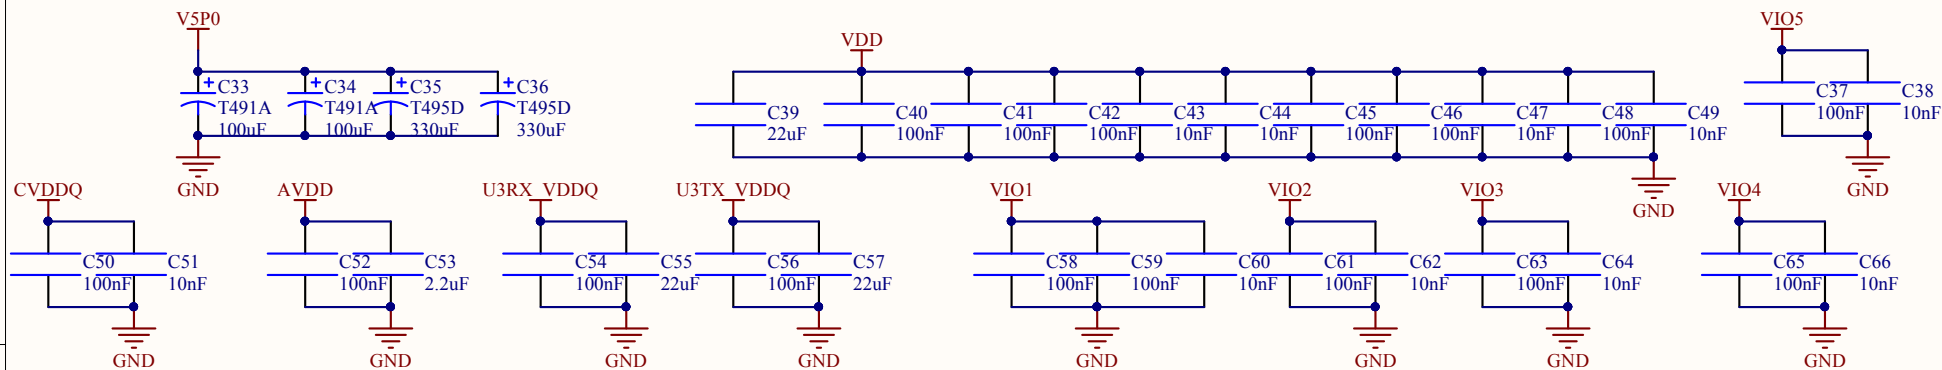 V5P0
C33
T491A
100uF
C34
T491A
100uF
C35
T495D
330uF
C36
T495D
330uF
GND
VDD
C39
22uF
C40
100nF
C41
100nF
C42
100nF
C43
10nF
C44
10nF
C45
100nF
C46
100nF
C47
10nF
C48
100nF
C49
10nF
GND
VIO5
C37
100nF
C38
10nF
GND
CVDDQ
C50
100nF
C51
10nF
GND
AVDD
C52
100nF
C53
2.2uF
GND
U3RX_VDDQ
C54
100nF
C55
22uF
GND
U3TX_VDDQ
C56
100nF
C57
22uF
GND
VIO1
C58
100nF
C59
100nF
C60
10nF
GND
VIO2
C61
100nF
C62
10nF
GND
VIO3
C63
100nF
C64
10nF
GND
VIO4
C65
100nF
C66
10nF
GND